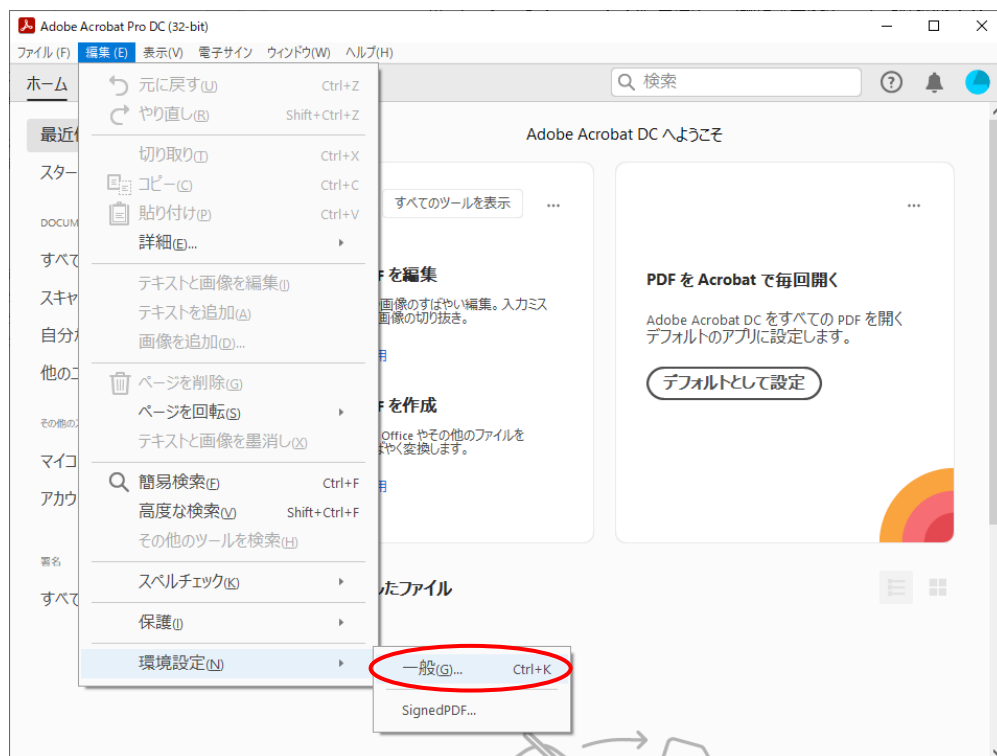 Adobe Acrobat Pro DC (32-bit)
ファイル(F) 編集(E) 表示(V) 電子サイン ウィンドウ(W) ヘルプ(H)
ホーム
検索
元に戻す(U) Ctrl+Z
やり直し(R) Shift+Ctrl+Z
切り取り(T) Ctrl+X
コピー(C) Ctrl+C
貼り付け(P) Ctrl+V
詳細(E)...
テキストと画像を編集(I)
テキストを追加(A)
画像を追加(D)...
ページを削除(G)
ページを回転(S)
テキストと画像を墨消し(X)
簡易検索(F) Ctrl+F
高度な検索(V) Shift+Ctrl+F
その他のツールを検索(H)
スペルチェック(K)
保護(I)
環境設定(N)
一般(G)... Ctrl+K
SignedPDF...
最近
スター
DOCUM
すべて
スキャ
自分
他の
その他の
マイコ
アカウ
署名
すべて
Adobe Acrobat DC へようこそ
すべてのツールを表示
...
を編集
画像のすばやい編集。入力ミス
画像の切り抜き。
用
を作成
Office やその他のファイルを
ばやく変換します。
用
...
PDF を Acrobat で毎回開く
Adobe Acrobat DC をすべての PDF を開く
デフォルトのアプリに設定します。
デフォルトとして設定
したファイル